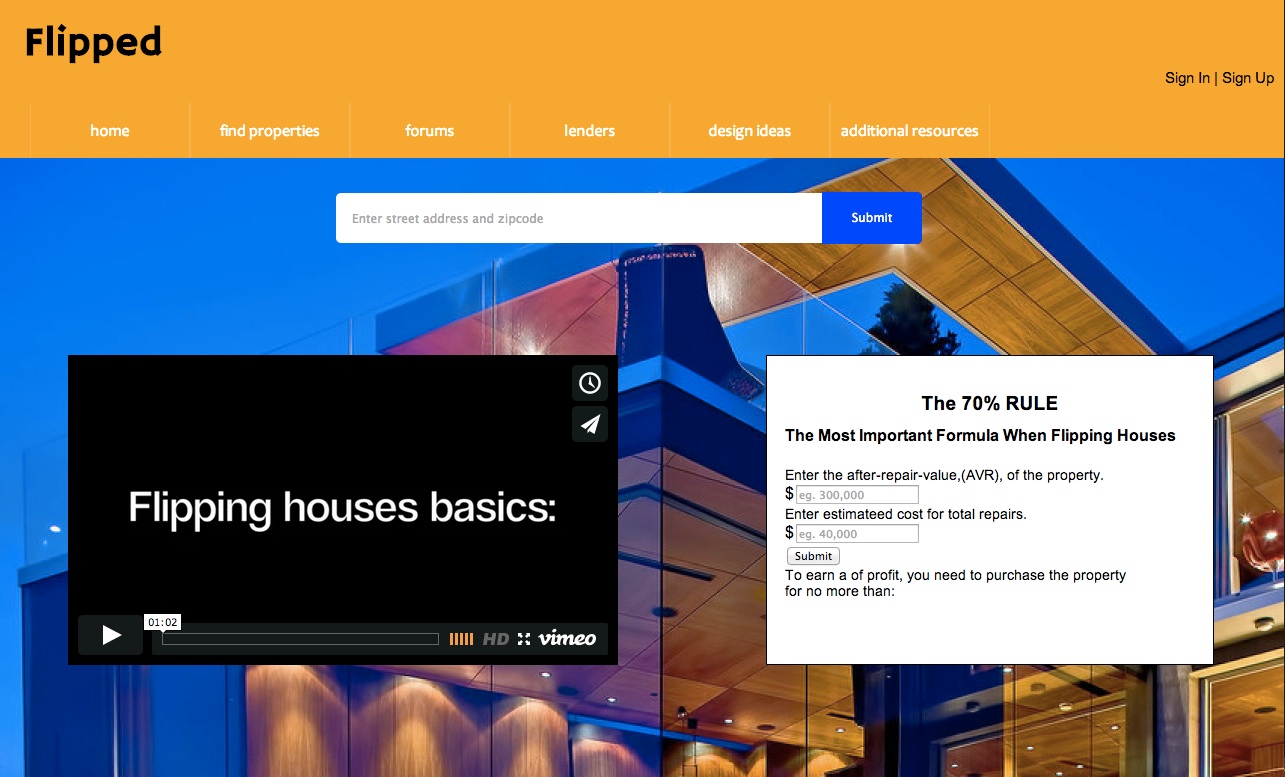 Flipped
Sign In | Sign Up
home find properties forums lenders design ideas additional resources
Enter street address and zipcode Submit
The 70% RULE
The Most Important Formula When Flipping Houses
Enter the after-repair-value,(AVR), of the property.
$ eg. 300,000
Enter estimateed cost for total repairs.
$ eg. 40,000
Submit
To earn a of profit, you need to purchase the property
for no more than:
Flipping houses basics:
01:02
HD vimeo